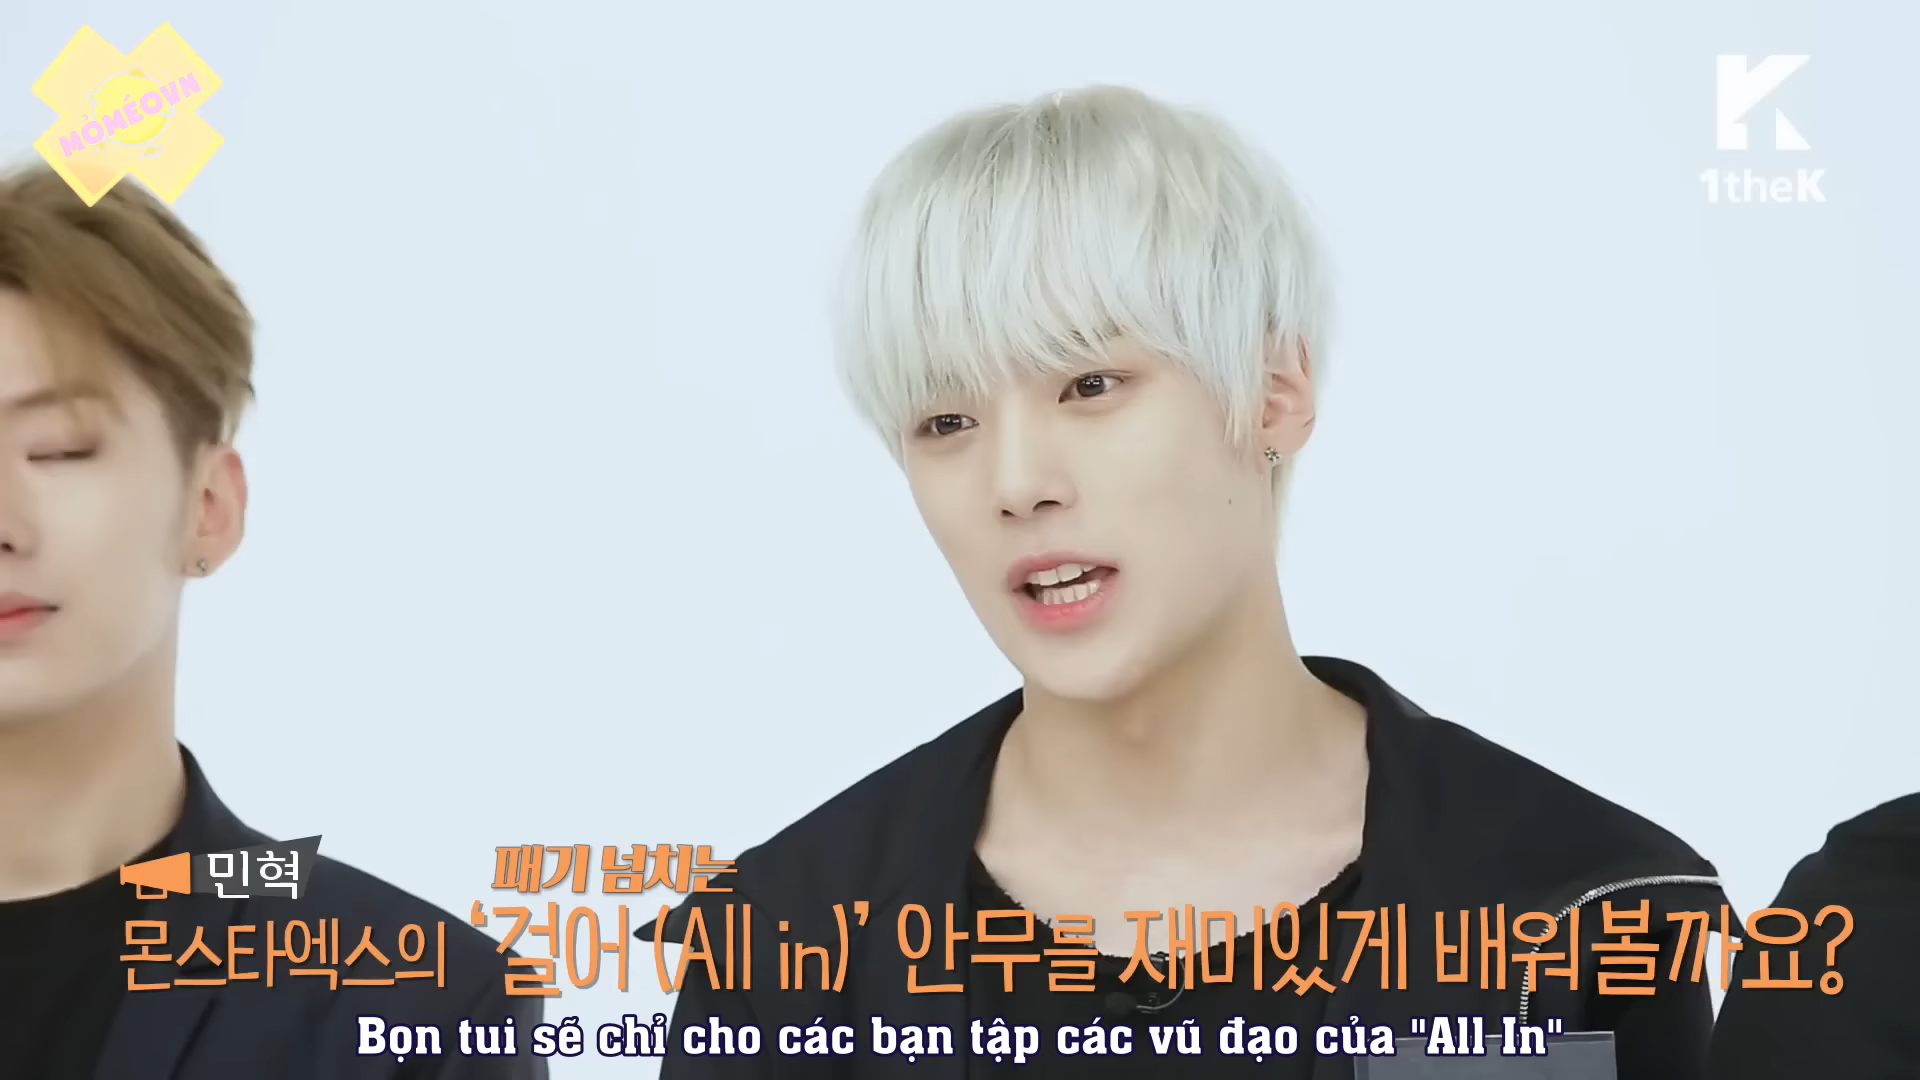 MỎMÉOVN
1theK
민혁
패기 넘치는
몬스타엑스의 '걸어 (All in)' 안무를 재미있게 배워볼까요?
Bọn tui sẽ chỉ cho các bạn tập các vũ đạo của "All In"